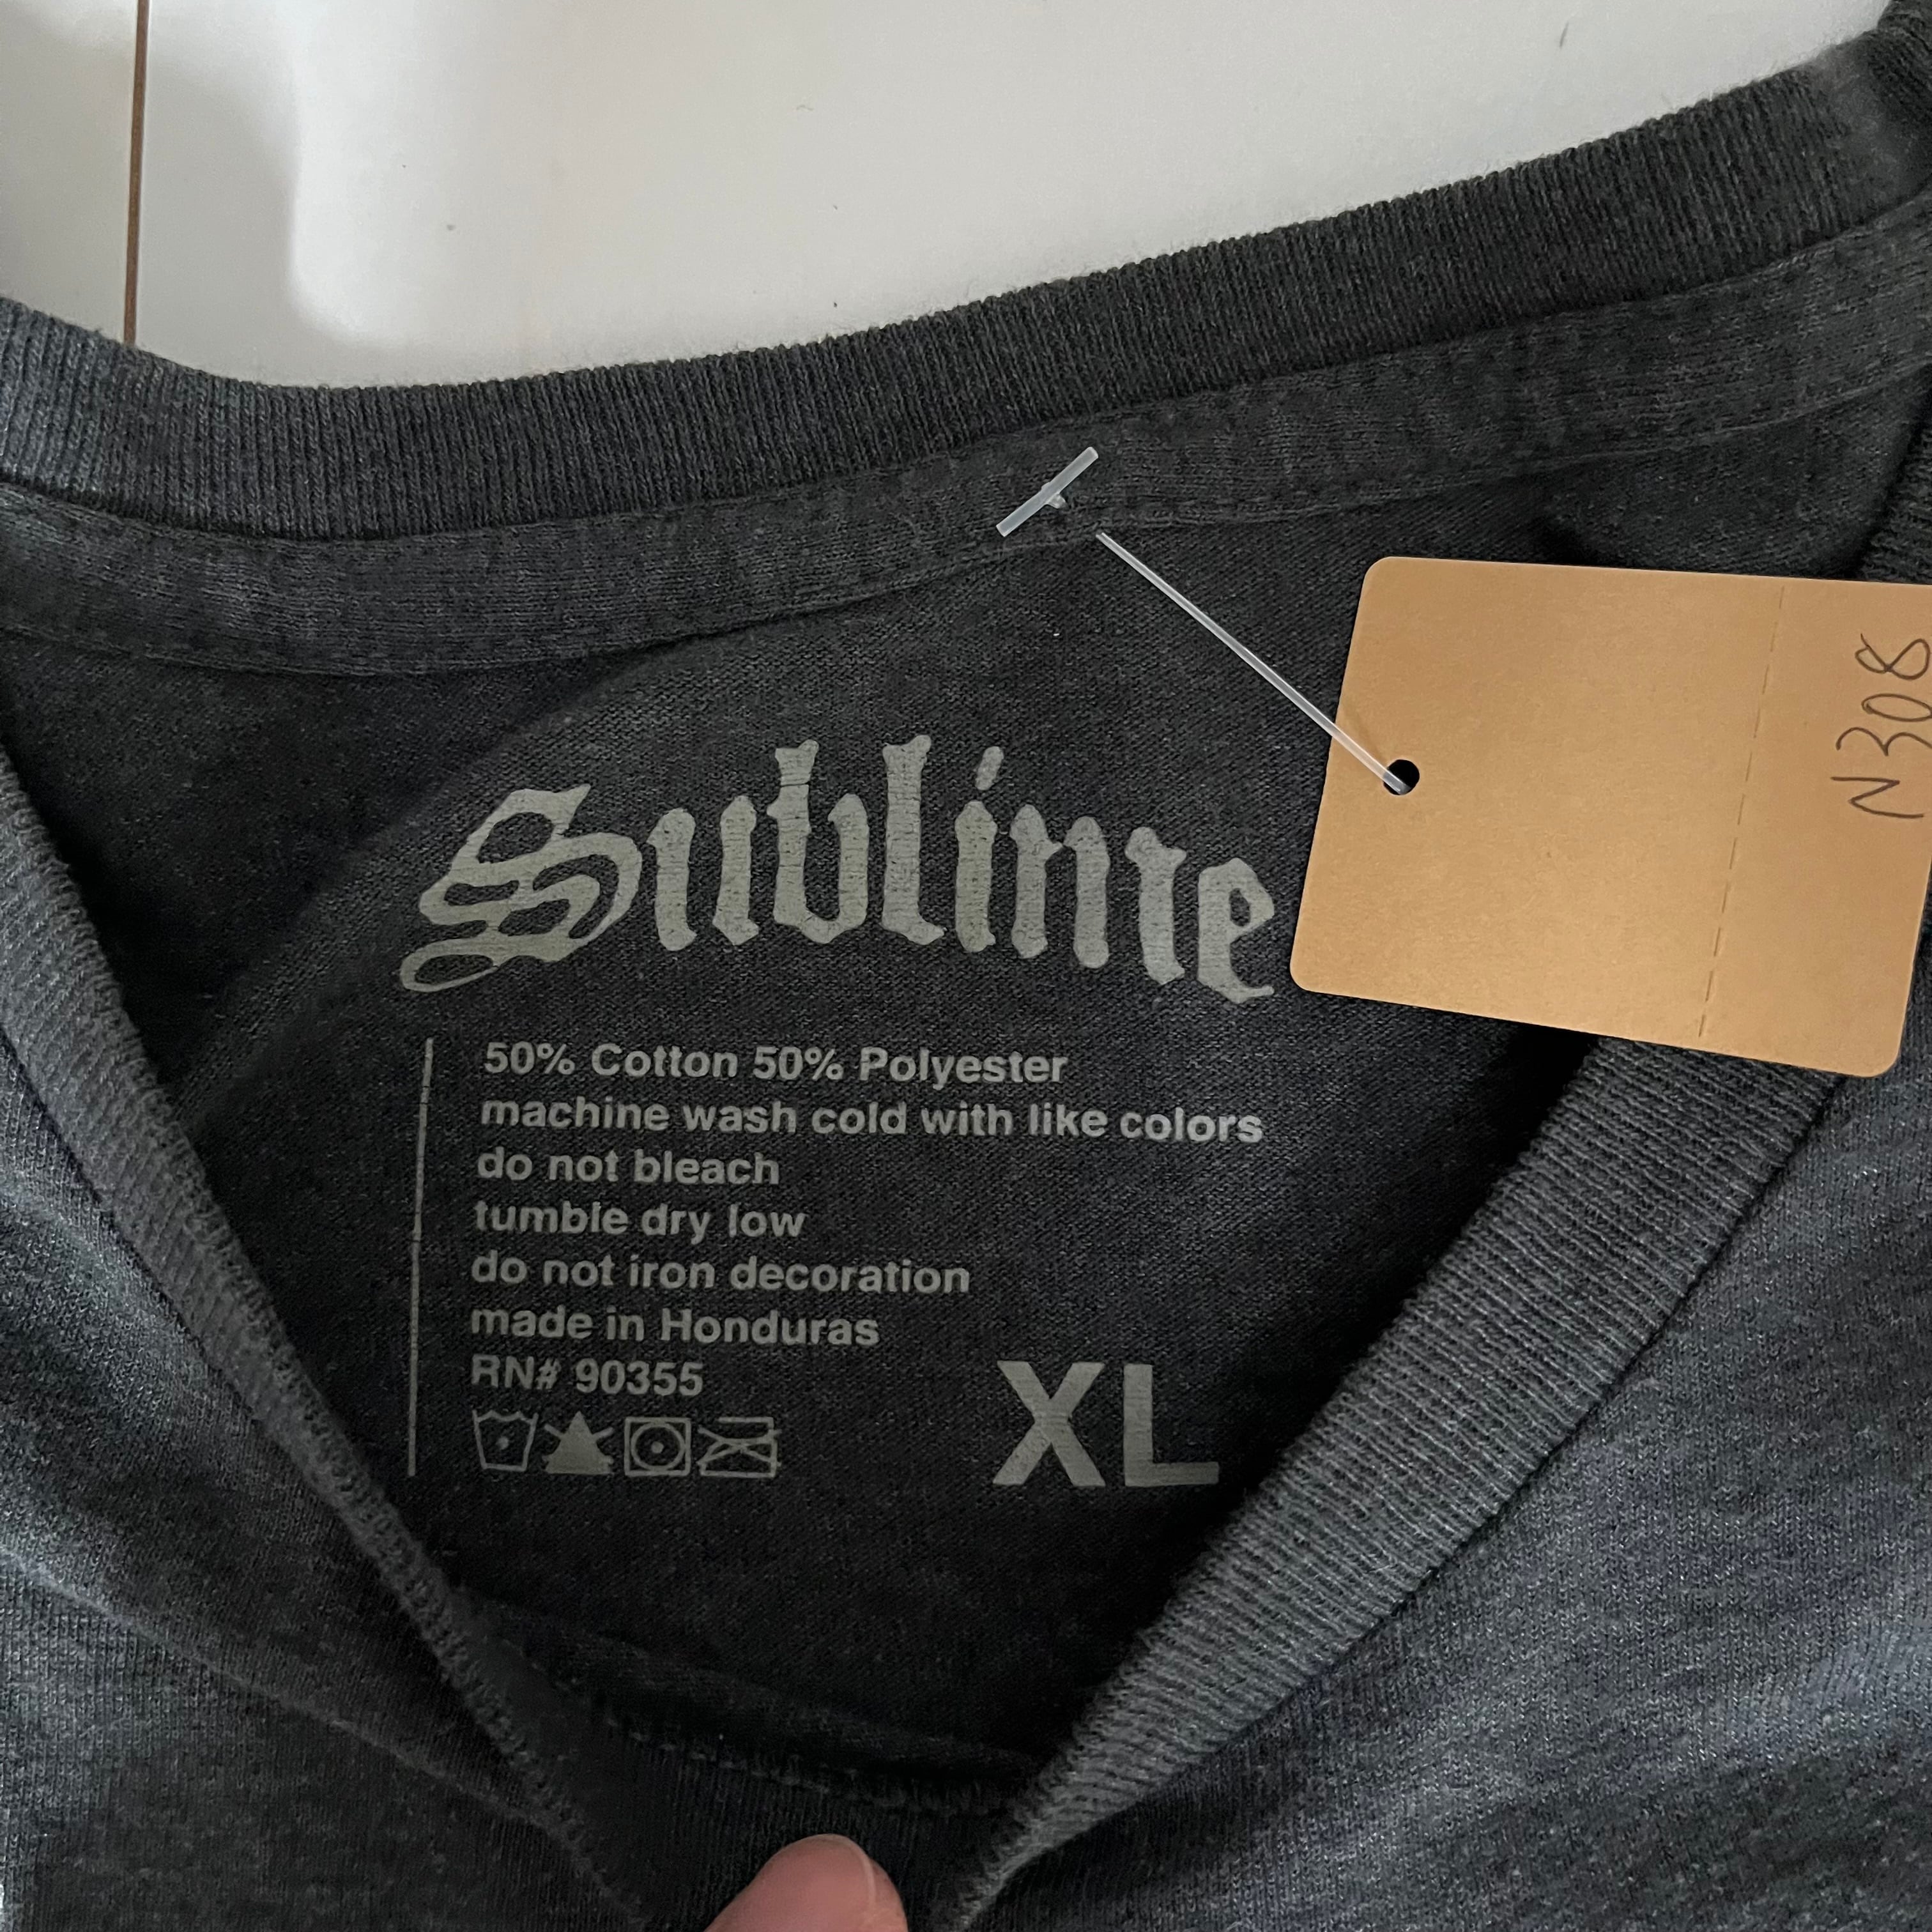 Sublime
50% Cotton 50% Polyester
machine wash cold with like colors
do not bleach
tumble dry low
do not iron decoration
made in Honduras
RN# 90355
XL
N308